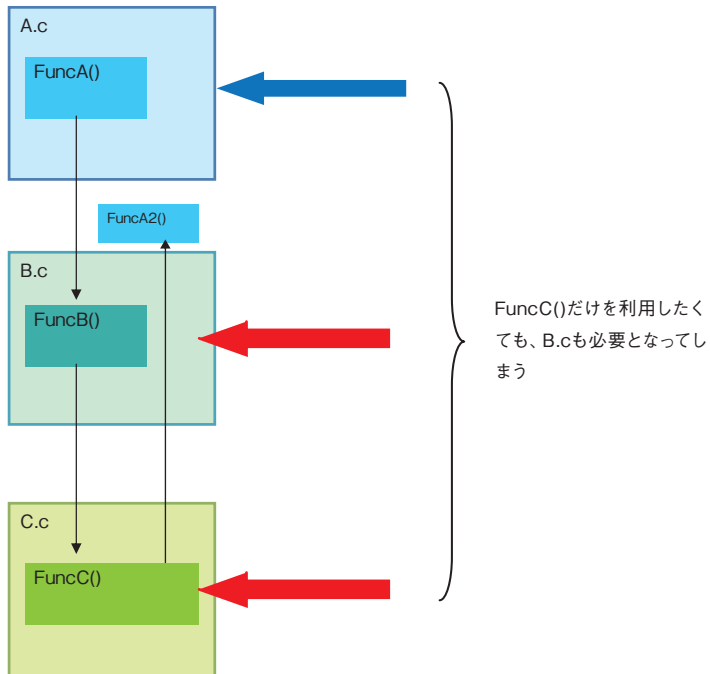 A.c
FuncA()
FuncA2()
B.c
FuncB()
FuncC()だけを利用したく
ても、B.cも必要となってし
まう
C.c
FuncC()